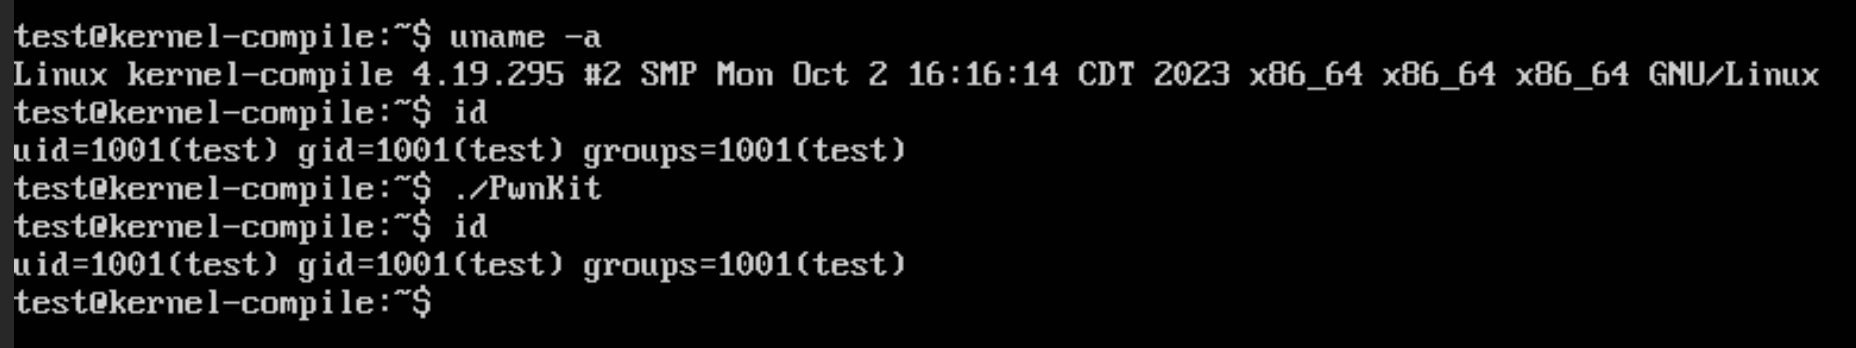 test@kernel-compile:~$ uname -a
Linux kernel-compile 4.19.295 #2 SMP Mon Oct 2 16:16:14 CDT 2023 x86_64 x86_64 x86_64 GNU/Linux
test@kernel-compile:~$ id
uid=1001(test) gid=1001(test) groups=1001(test)
test@kernel-compile:~$ ./PwnKit
test@kernel-compile:~$ id
uid=1001(test) gid=1001(test) groups=1001(test)
test@kernel-compile:~$